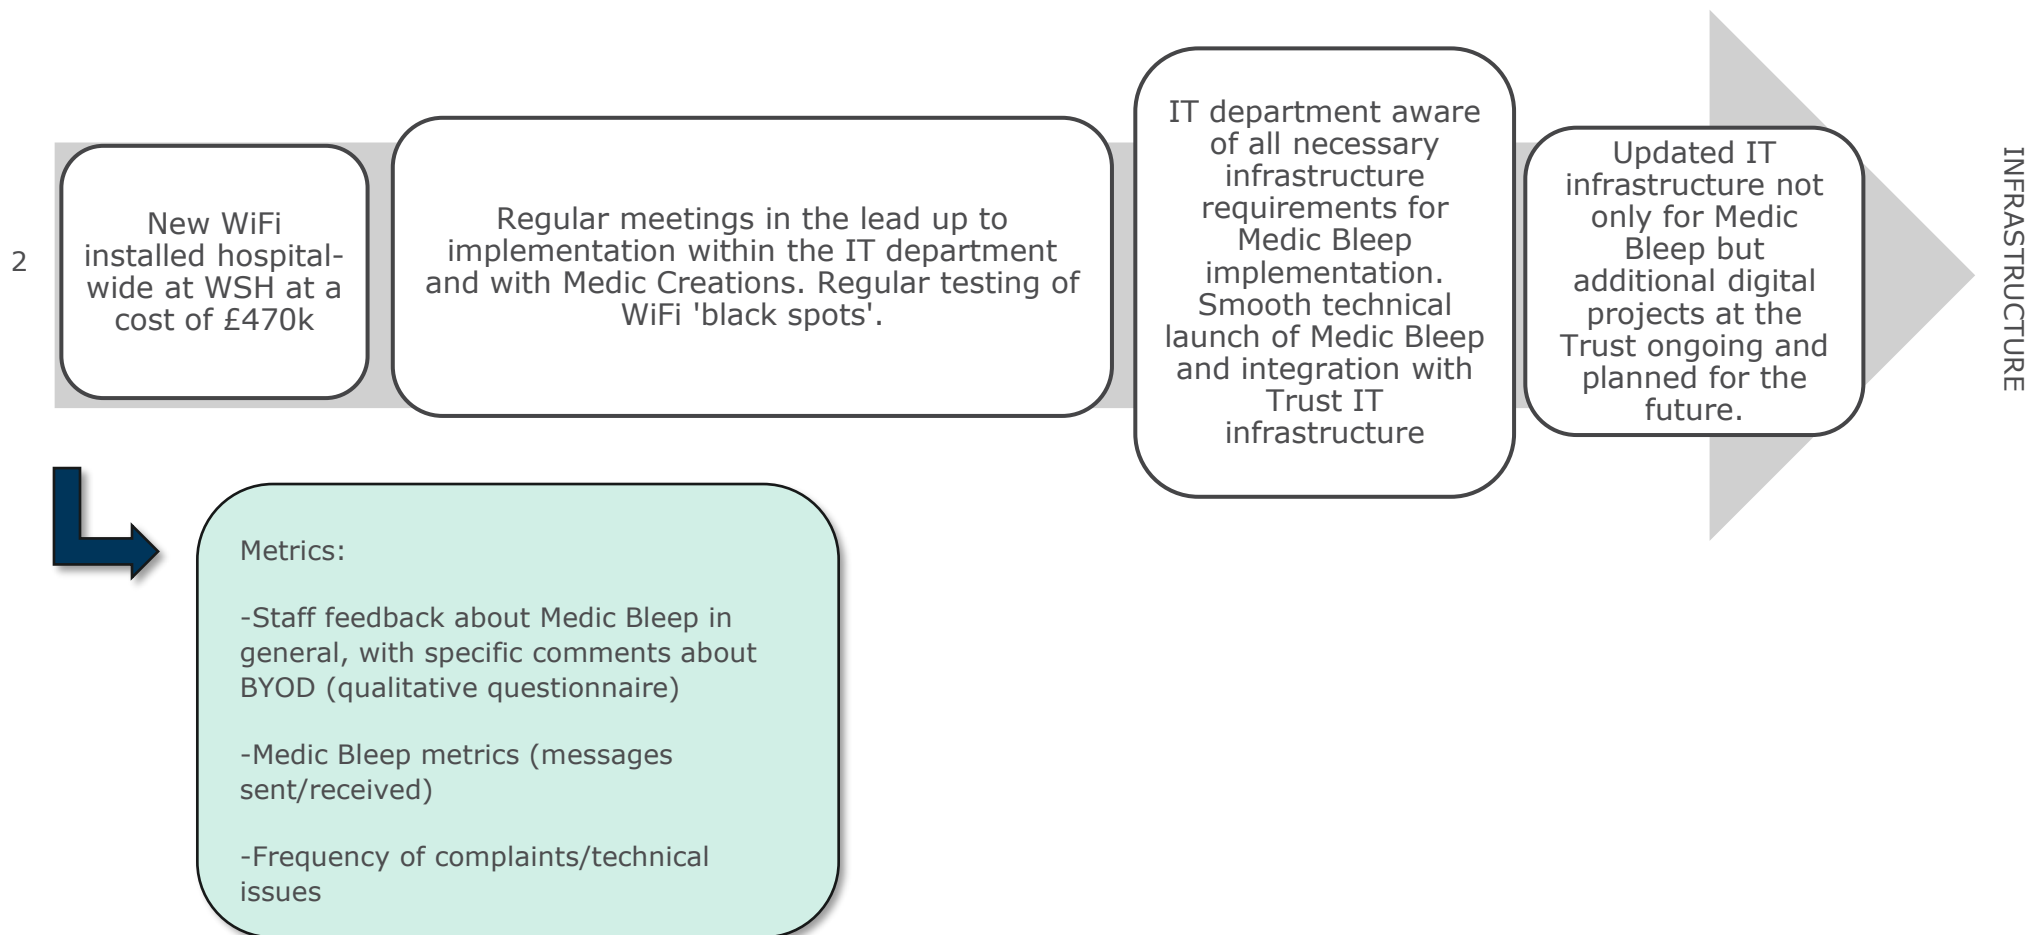 2
New WiFi
installed hospital-
wide at WSH at a
cost of £470k
Regular meetings in the lead up to
implementation within the IT department
and with Medic Creations. Regular testing of
WiFi 'black spots'.
IT department aware
of all necessary
infrastructure
requirements for
Medic Bleep
implementation.
Smooth technical
launch of Medic Bleep
and integration with
Trust IT
infrastructure
Updated IT
infrastructure not
only for Medic
Bleep but
additional digital
projects at the
Trust ongoing and
planned for the
future.
INFRASTRUCTURE
Metrics:
-Staff feedback about Medic Bleep in
general, with specific comments about
BYOD (qualitative questionnaire)
-Medic Bleep metrics (messages
sent/received)
-Frequency of complaints/technical
issues